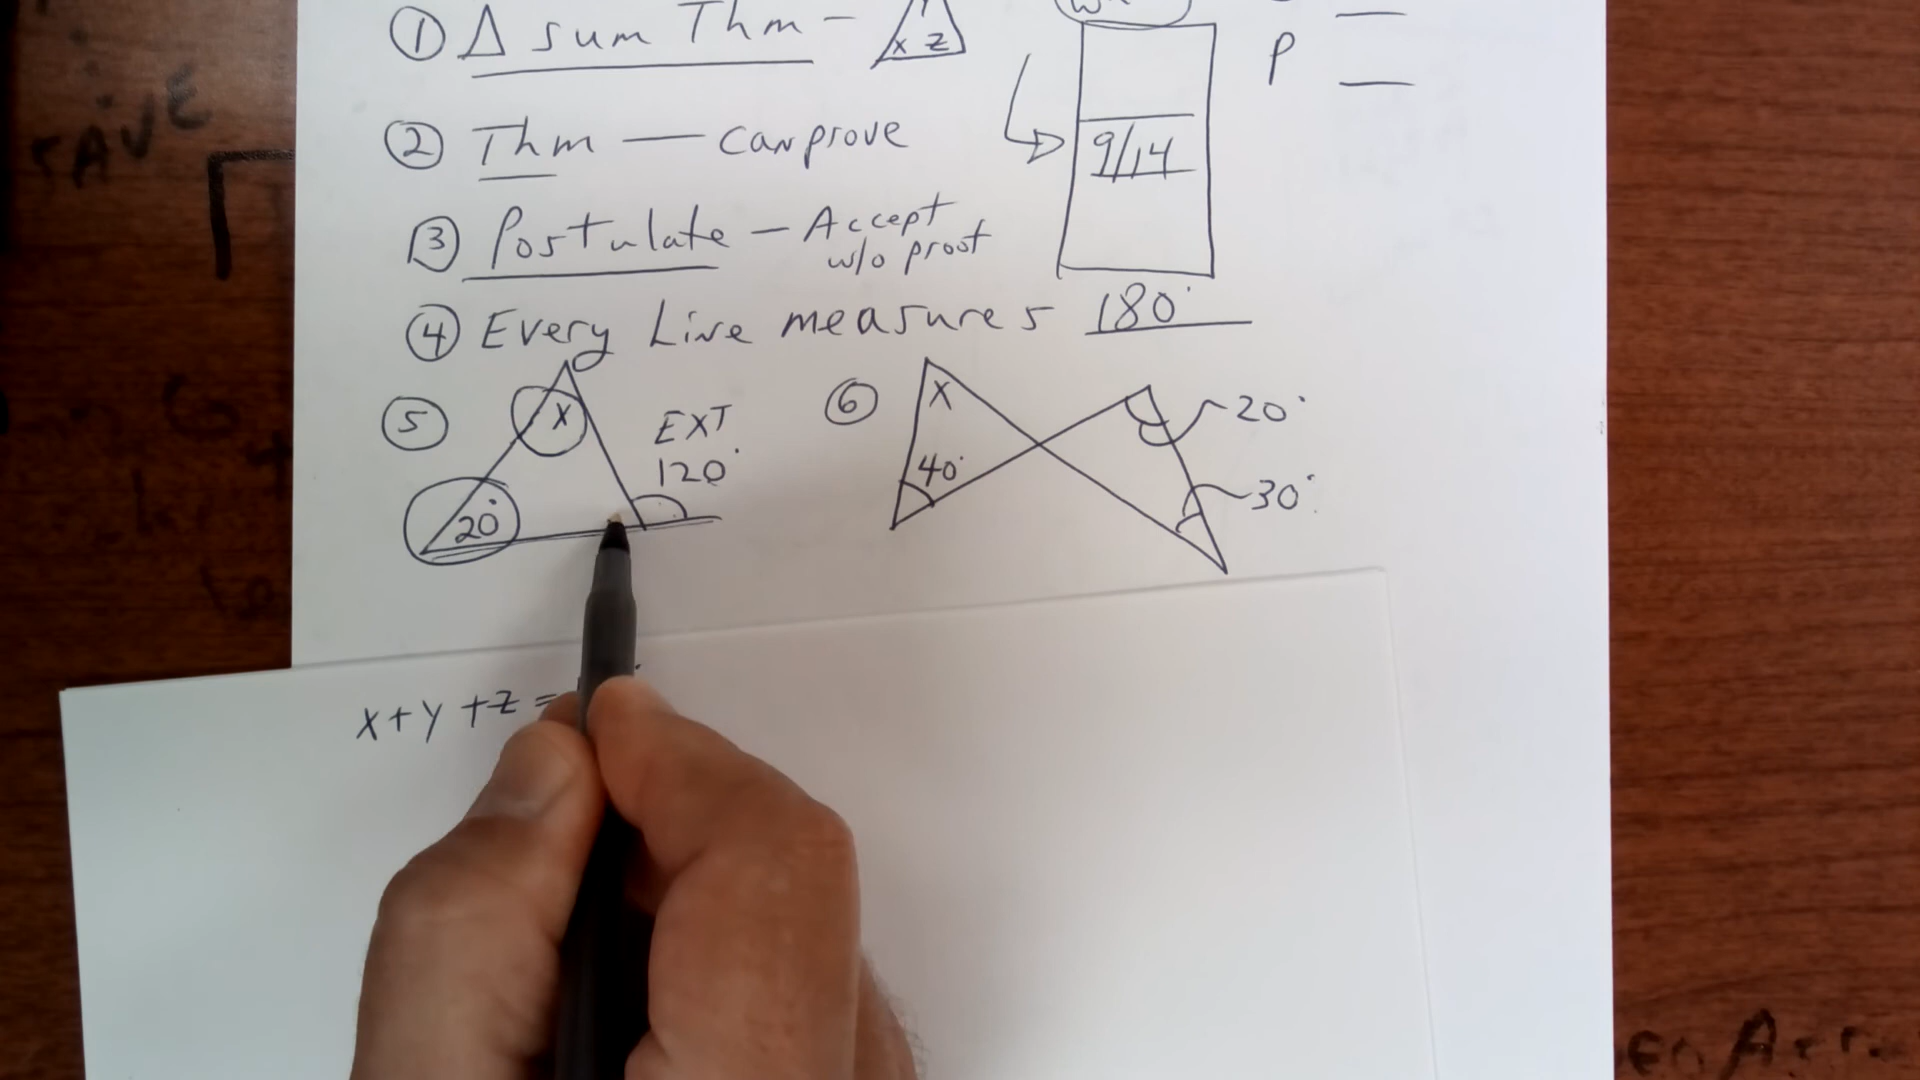 ① Δ sum Thm — x z
② Thm — can prove
③ Postulate — Accept
w/o proof
9/14
P
④ Every Line measures 180°
⑤ x 20° EXT
120°
⑥ x 40° 20°
30°
x+y+z=
SAVE